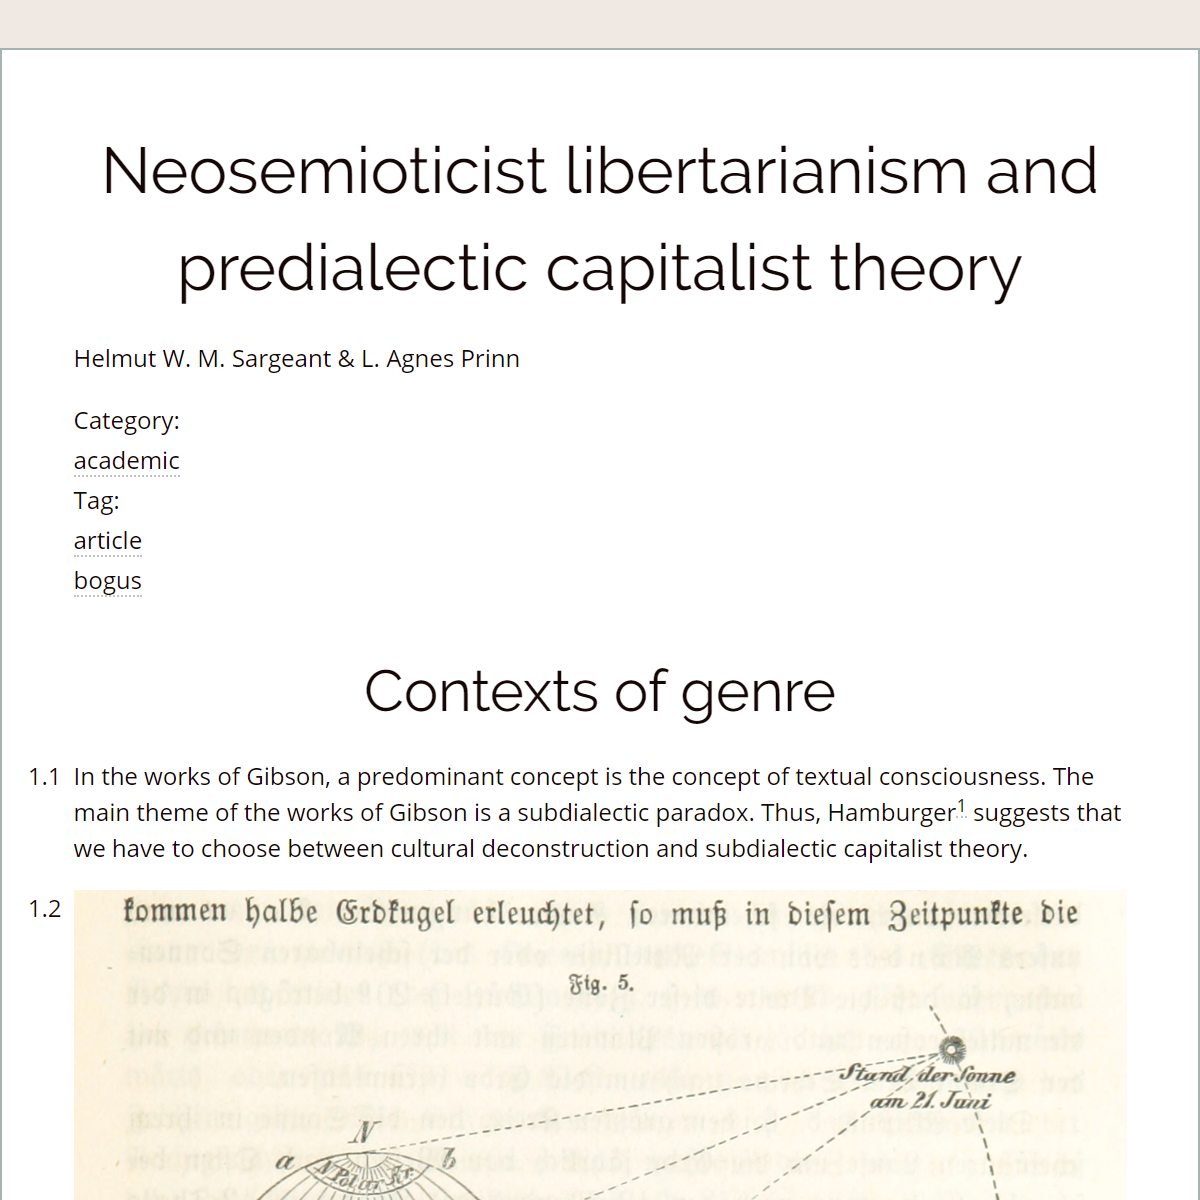 Neosemioticist libertarianism and
predialectic capitalist theory
Helmut W. M. Sargeant & L. Agnes Prinn
Category:
academic
Tag:
article
bogus
Contexts of genre
1.1 In the works of Gibson, a predominant concept is the concept of textual consciousness. The
main theme of the works of Gibson is a subdialectic paradox. Thus, Hamburger1 suggests that
we have to choose between cultural deconstruction and subdialectic capitalist theory.
1.2
kommen halbe Erdkugel erleuchtet, ſo muß in dieſem Zeitpunkte die
Fig. 5.
Stand der Sonne
am 21. Juni
N
a Nolar Kr. b